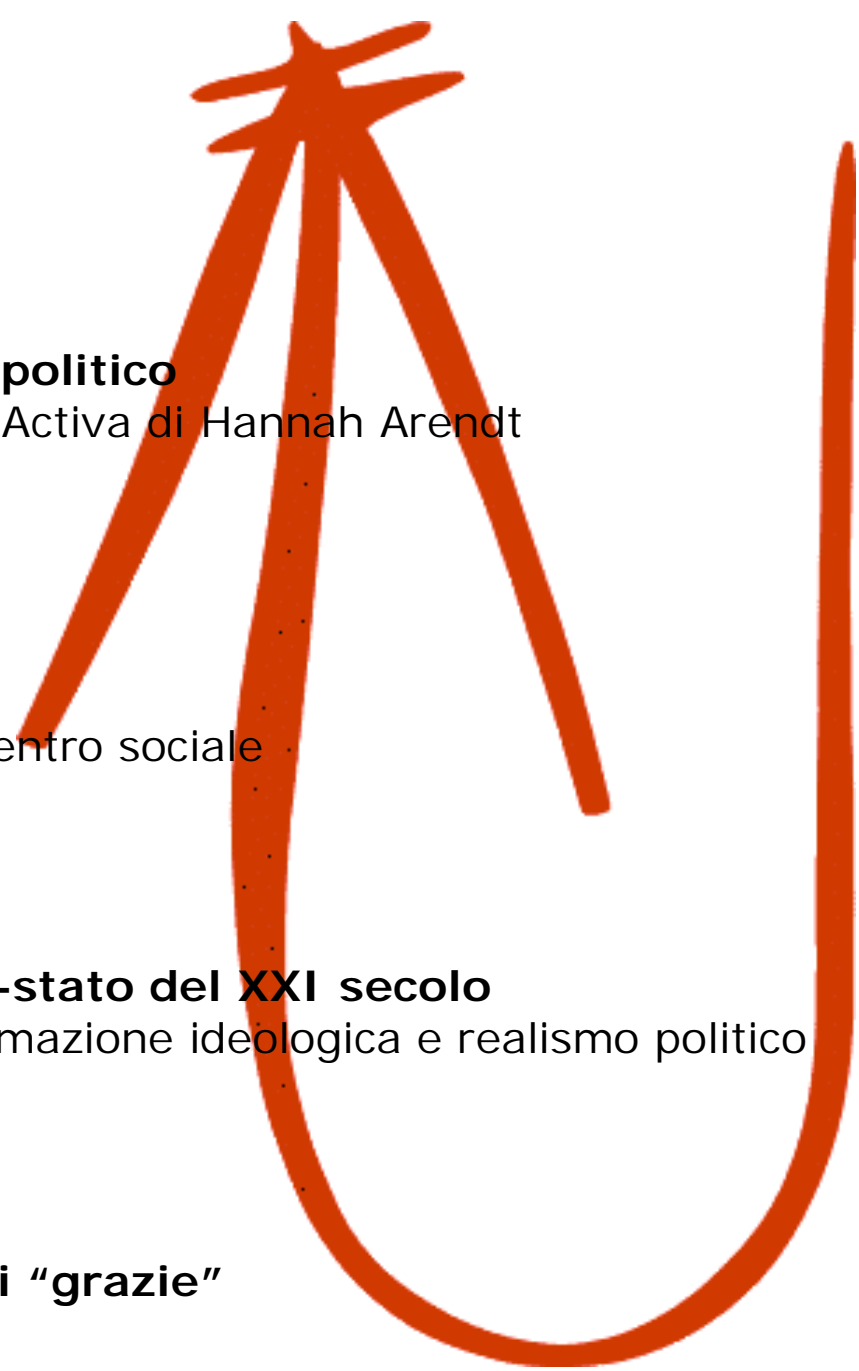 politico
Activa di Hannah Arendt
entro sociale
-stato del XXI secolo
mazione ideologica e realismo politico
i “grazie”